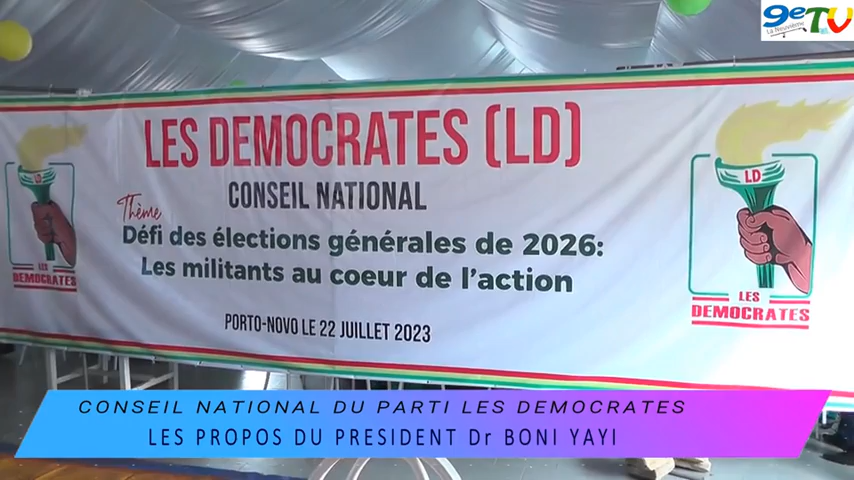 9eTV
La Neuvième
LES DEMOCRATES (LD)
CONSEIL NATIONAL
Thème
Défi des élections générales de 2026:
Les militants au coeur de l'action
PORTO-NOVO LE 22 JUILLET 2023
LD
LES
DEMOCRATES
LD
LES
DEMOCRATES
CONSEIL NATIONAL DU PARTI LES DEMOCRATES
LES PROPOS DU PRESIDENT Dr BONI YAYI